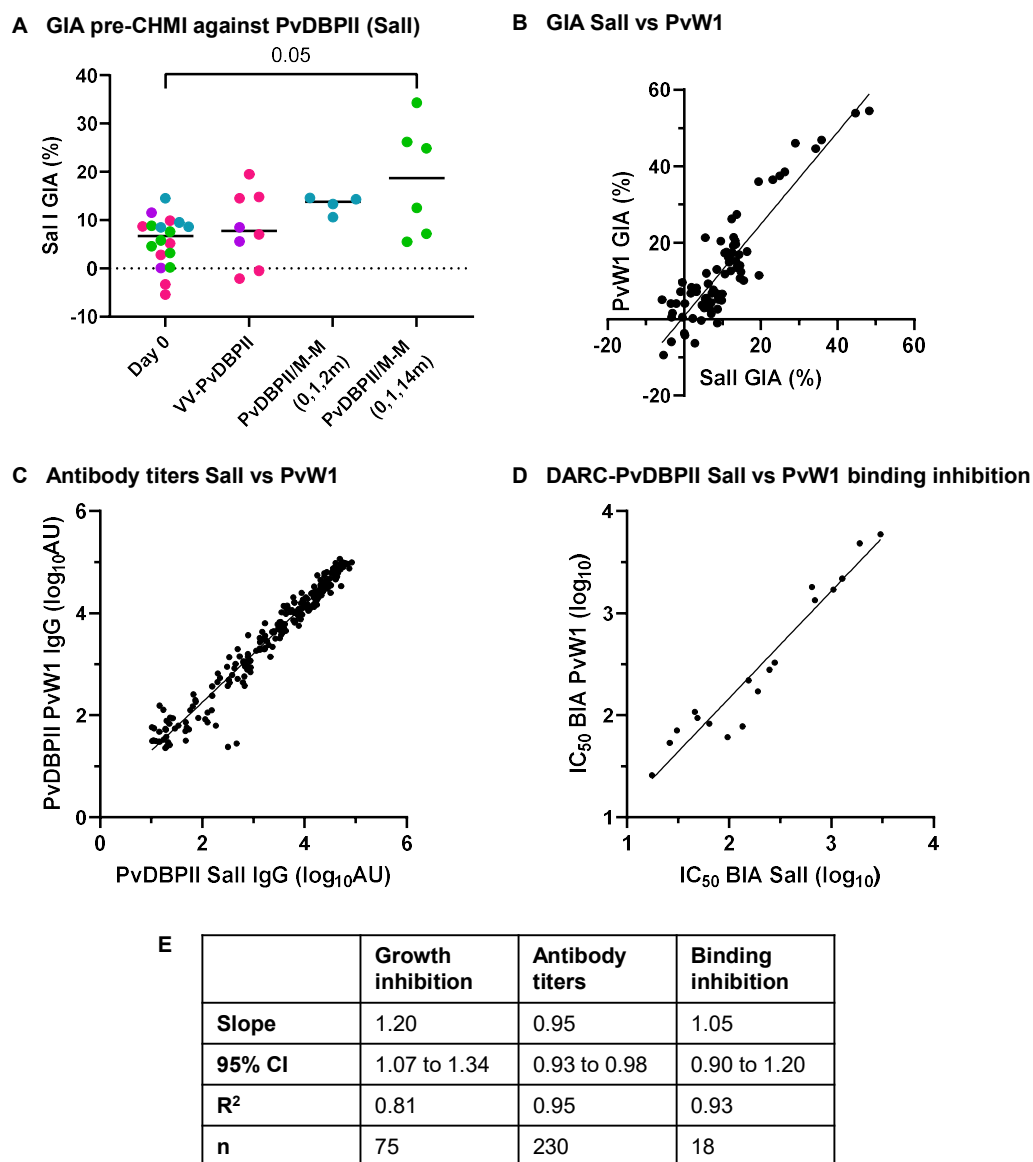 A GIA pre-CHMI against PvDBPII (SalI)
0.05
40
30
20
10
0
-10
Sal I GIA (%)
Day 0
VV-PvDBPII
PvDBPII/M-M
(0,1,2m)
PvDBPII/M-M
(0,1,14m)
B GIA SalI vs PvW1
60
40
20
-20
-20
20
40
60
PvW1 GIA (%)
SalI GIA (%)
C Antibody titers SalI vs PvW1
6
4
2
0
0
2
4
6
PvDBPII PvW1 IgG (log10AU)
PvDBPII SalI IgG (log10AU)
D DARC-PvDBPII SalI vs PvW1 binding inhibition
4
3
2
1
1
2
3
4
IC50 BIA PvW1 (log10)
IC50 BIA SalI (log10)
E
Growth inhibition Antibody titers Binding inhibition
Slope 1.20 0.95 1.05
95% CI 1.07 to 1.34 0.93 to 0.98 0.90 to 1.20
R² 0.81 0.95 0.93
n 75 230 18